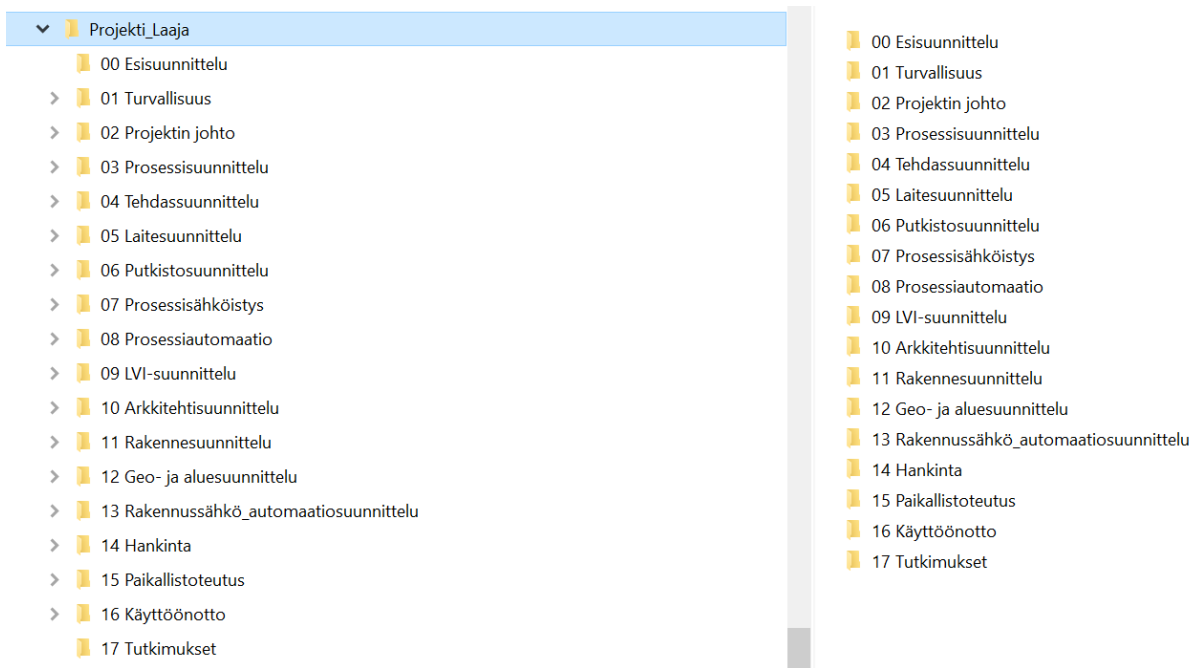 Projekti_Laaja
00 Esisuunnittelu
01 Turvallisuus
02 Projektin johto
03 Prosessisuunnittelu
04 Tehdassuunnittelu
05 Laitesuunnittelu
06 Putkistosuunnittelu
07 Prosessisähköistys
08 Prosessiautomaatio
09 LVI-suunnittelu
10 Arkkitehtisuunnittelu
11 Rakennesuunnittelu
12 Geo- ja aluesuunnittelu
13 Rakennussähkö_automaatiosuunnittelu
14 Hankinta
15 Paikallistoteutus
16 Käyttöönotto
17 Tutkimukset
00 Esisuunnittelu
01 Turvallisuus
02 Projektin johto
03 Prosessisuunnittelu
04 Tehdassuunnittelu
05 Laitesuunnittelu
06 Putkistosuunnittelu
07 Prosessisähköistys
08 Prosessiautomaatio
09 LVI-suunnittelu
10 Arkkitehtisuunnittelu
11 Rakennesuunnittelu
12 Geo- ja aluesuunnittelu
13 Rakennussähkö_automaatiosuunnittelu
14 Hankinta
15 Paikallistoteutus
16 Käyttöönotto
17 Tutkimukset